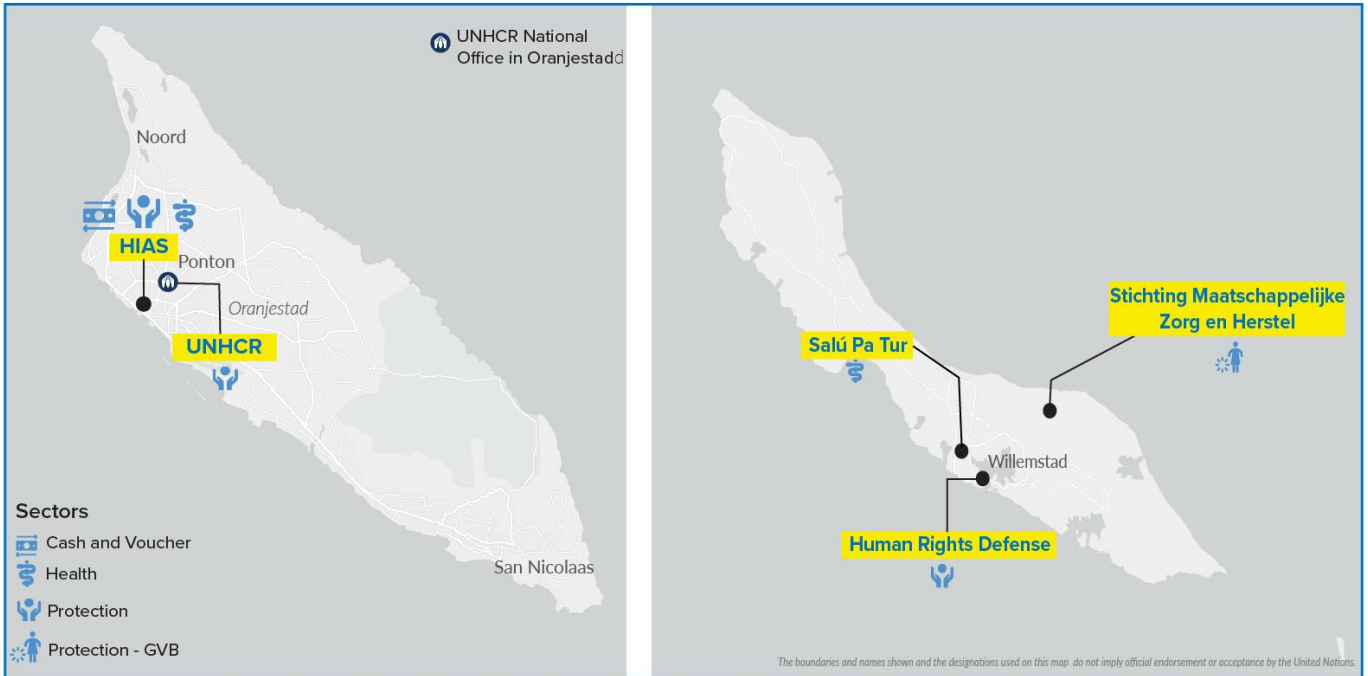 UNHCR National
Office in Oranjestadd
Noord
HIAS
Ponton
Oranjestad
UNHCR
San Nicolaas
Sectors
Cash and Voucher
Health
Protection
Protection - GVB
Stichting Maatschappelijke
Zorg en Herstel
Salú Pa Tur
Willemstad
Human Rights Defense
The boundaries and names shown and the designations used on this map do not imply official endorsement or acceptance by the United Nations.